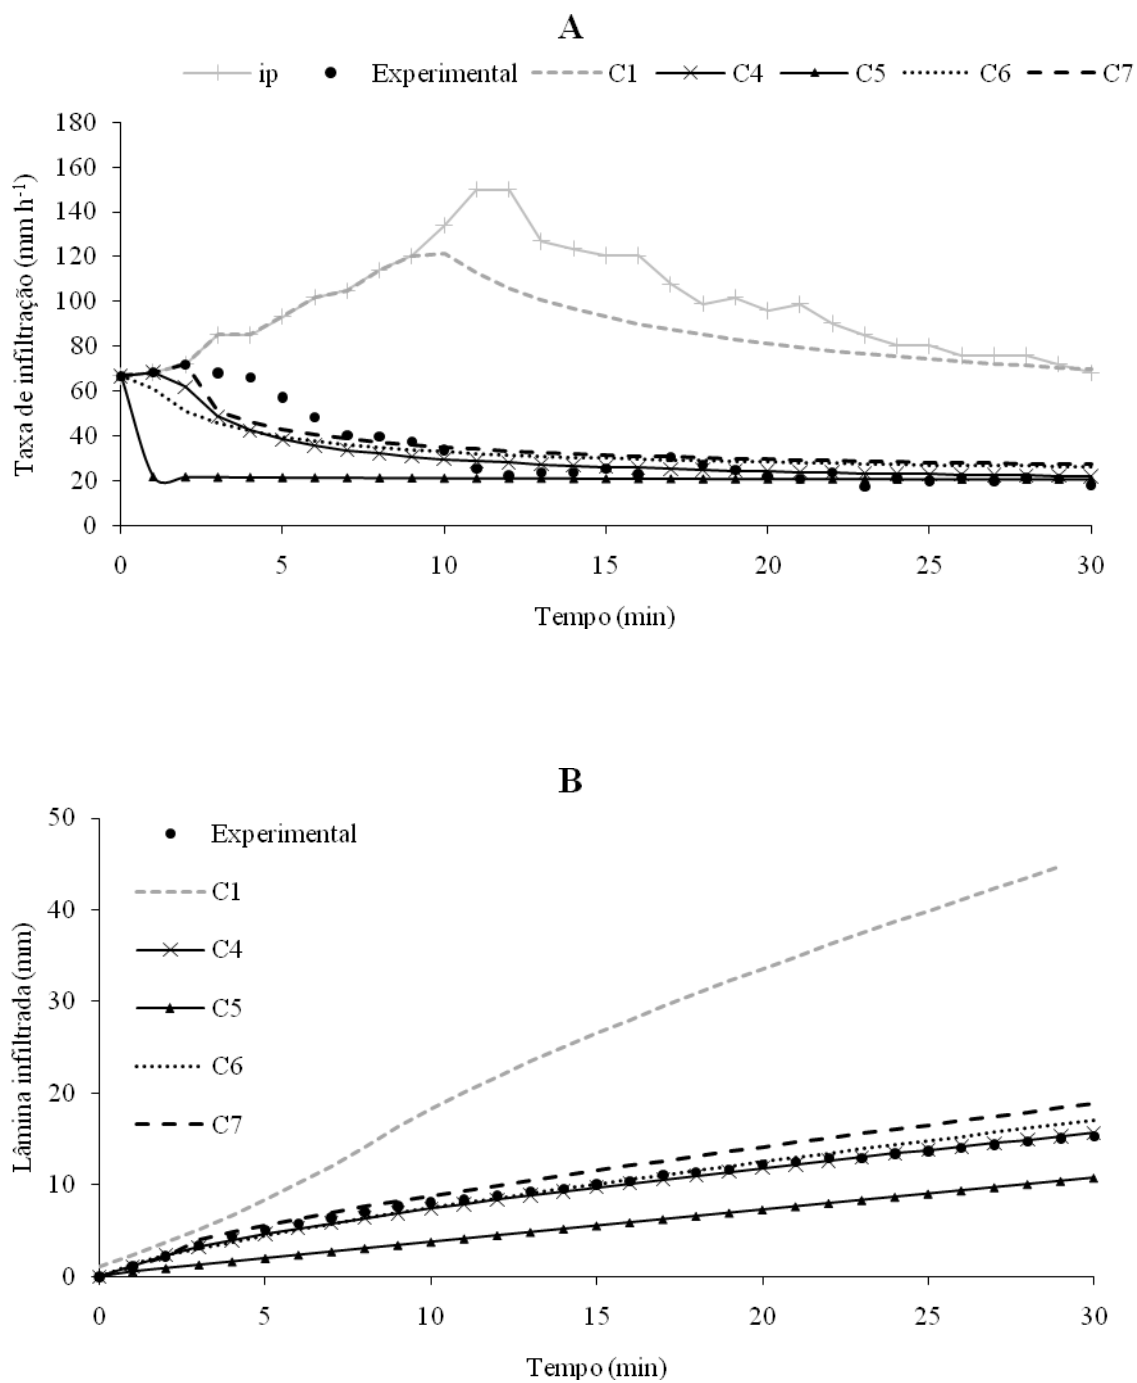 A
ip Experimental C1 C4 C5 C6 C7
Taxa de infiltração (mm h⁻¹)
180
160
140
120
100
80
60
40
20
0
0 5 10 15 20 25 30
Tempo (min)
B
Lâmina infiltrada (mm)
50
40
30
20
10
0
Experimental
C1
C4
C5
C6
C7
0 5 10 15 20 25 30
Tempo (min)